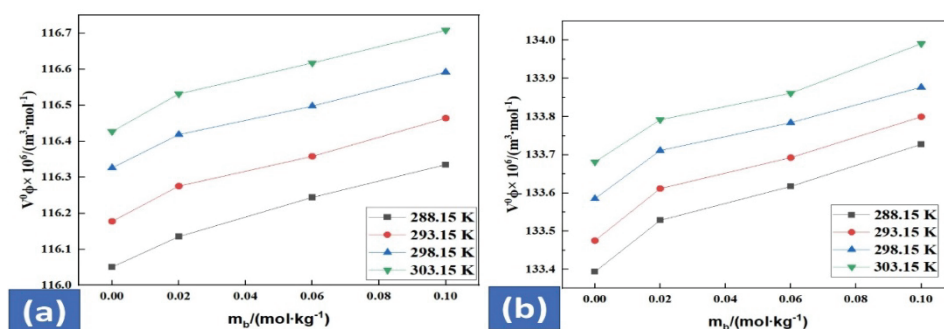 116.7
116.6
116.5
116.4
116.3
116.2
116.1
116.0
V⁰ϕ× 10⁶/(m³·mol⁻¹)
288.15 K
293.15 K
298.15 K
303.15 K
0.00 0.02 0.04 0.06 0.08 0.10
m_b/(mol·kg⁻¹)
(a)
134.0
133.9
133.8
133.7
133.6
133.5
133.4
V⁰ϕ× 10⁶/(m³·mol⁻¹)
288.15 K
293.15 K
298.15 K
303.15 K
0.00 0.02 0.04 0.06 0.08 0.10
m_b/(mol·kg⁻¹)
(b)